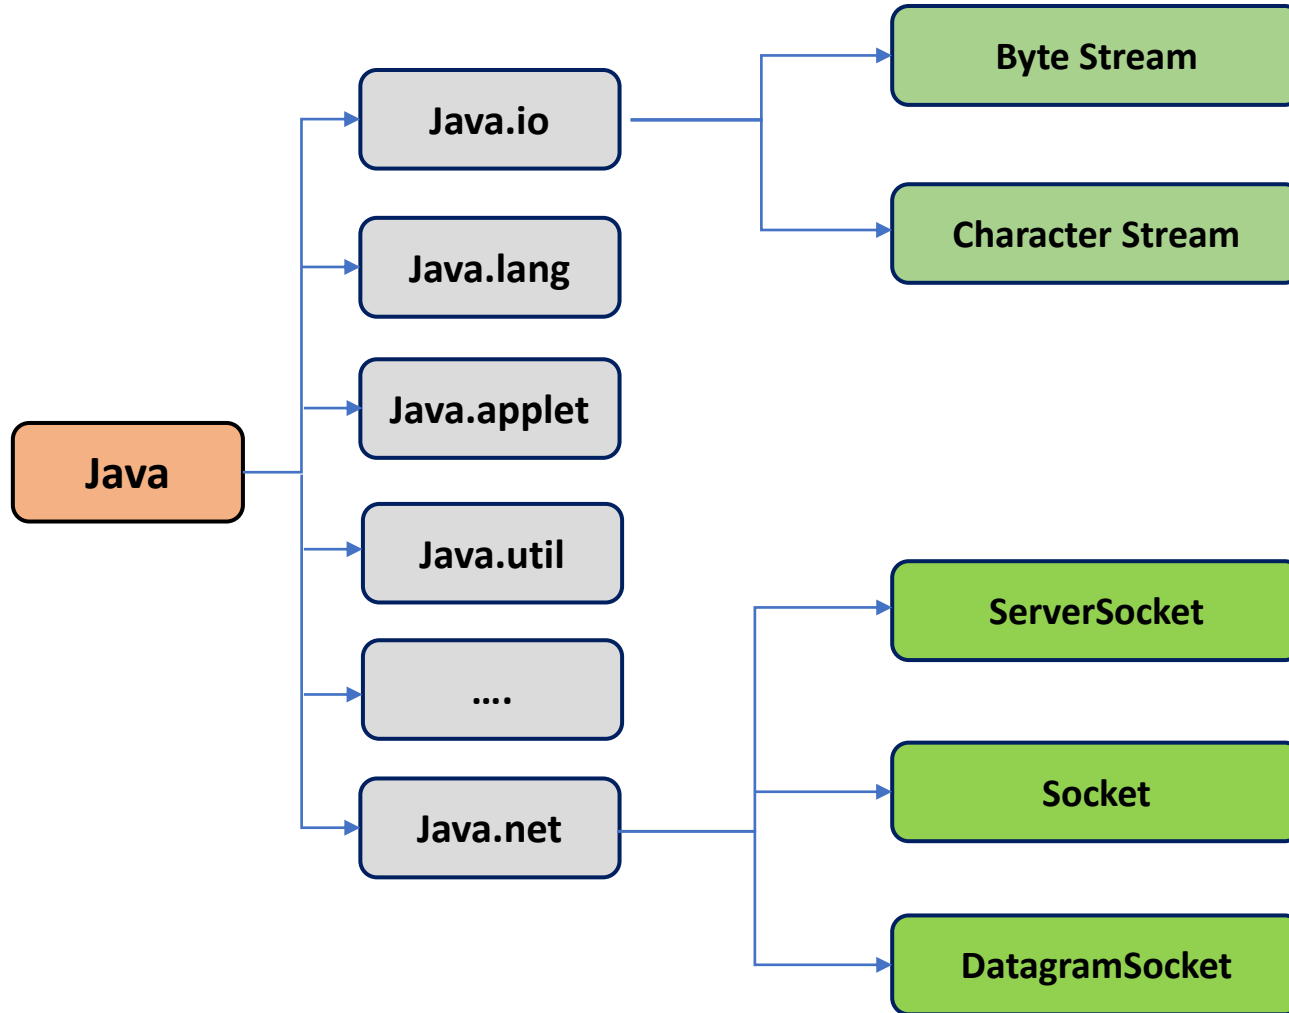 Byte Stream
Java.io
Character Stream
Java.lang
Java.applet
Java
Java.util
ServerSocket
....
Socket
Java.net
DatagramSocket